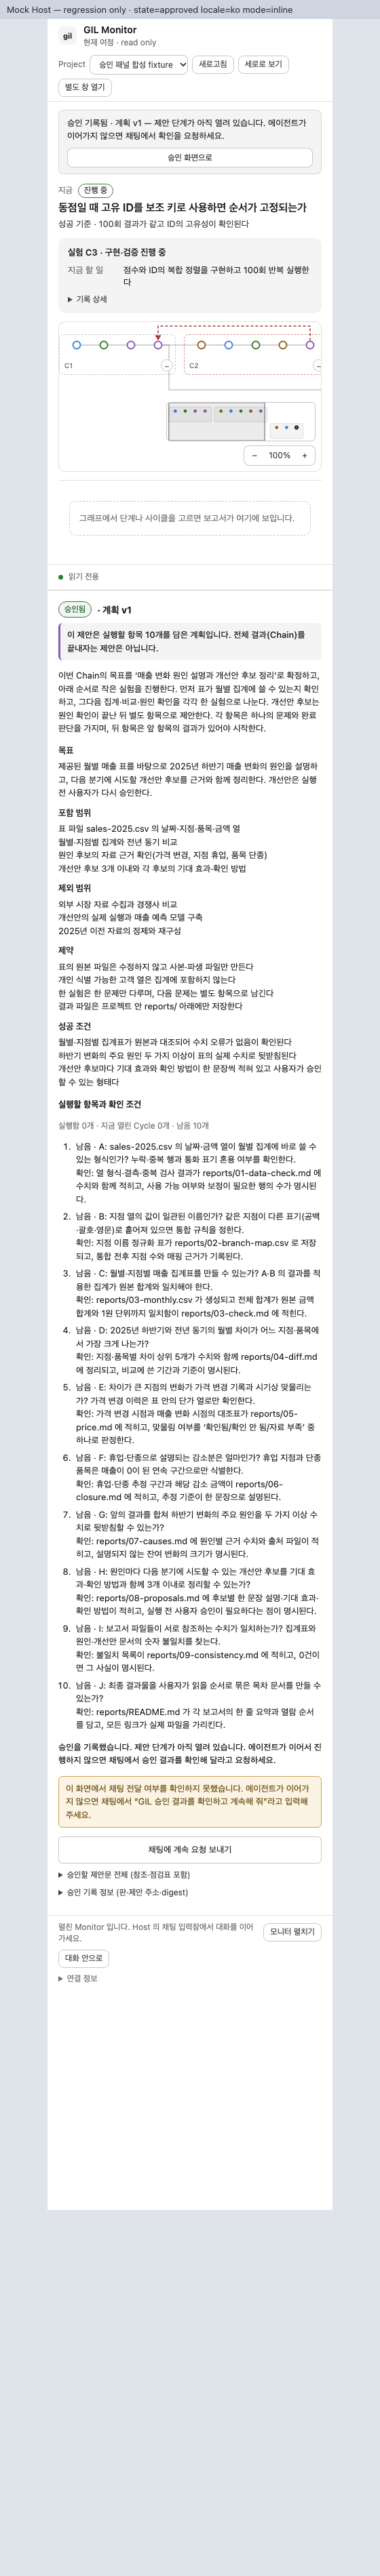 Mock Host — regression only · state=approved locale=ko mode=inline
gil
GIL Monitor
현재 여정 · read only
Project
승인 패널 합성 fixture
새로고침
세로로 보기
별도 창 열기
승인 기록됨 · 계획 v1 — 제안 단계가 아직 열려 있습니다. 에이전트가
이어가지 않으면 채팅에서 확인을 요청하세요.
승인 화면으로
지금
진행 중
동점일 때 고유 ID를 보조 키로 사용하면 순서가 고정되는가
성공 기준 · 100회 결과가 같고 ID의 고유성이 확인된다
실험 C3 · 구현·검증 진행 중
지금 할 일
점수와 ID의 복합 정렬을 구현하고 100회 반복 실행한
다
▶ 기록 상세
C1
–
C2
–
− 100% +
그래프에서 단계나 사이클을 고르면 보고서가 여기에 보입니다.
읽기 전용
승인됨
· 계획 v1
이 제안은 실행할 항목 10개를 담은 계획입니다. 전체 결과(Chain)를
끝내자는 제안은 아닙니다.
이번 Chain의 목표를 '매출 변화 원인 설명과 개선안 후보 정리'로 확정하고,
아래 순서로 작은 실험을 진행한다. 먼저 표가 월별 집계에 쓸 수 있는지 확인
하고, 그다음 집계·비교·원인 확인을 각각 한 실험으로 나눈다. 개선안 후보는
원인 확인이 끝난 뒤 별도 항목으로 제안한다. 각 항목은 하나의 문제와 완료
판단을 가지며, 뒤 항목은 앞 항목의 결과가 있어야 시작한다.
목표
제공된 월별 매출 표를 바탕으로 2025년 하반기 매출 변화의 원인을 설명하
고, 다음 분기에 시도할 개선안 후보를 근거와 함께 정리한다. 개선안은 실행
전 사용자가 다시 승인한다.
포함 범위
표 파일 sales-2025.csv 의 날짜·지점·품목·금액 열
월별·지점별 집계와 전년 동기 비교
원인 후보의 자료 근거 확인(가격 변경, 지점 휴업, 품목 단종)
개선안 후보 3개 이내와 각 후보의 기대 효과·확인 방법
제외 범위
외부 시장 자료 수집과 경쟁사 비교
개선안의 실제 실행과 매출 예측 모델 구축
2025년 이전 자료의 정제와 재구성
제약
표의 원본 파일은 수정하지 않고 사본·파생 파일만 만든다
개인 식별 가능한 고객 열은 집계에 포함하지 않는다
한 실험은 한 문제만 다루며, 다음 문제는 별도 항목으로 남긴다
결과 파일은 프로젝트 안 reports/ 아래에만 저장한다
성공 조건
월별·지점별 집계표가 원본과 대조되어 수치 오류가 없음이 확인된다
하반기 변화의 주요 원인 두 가지 이상이 표의 실제 수치로 뒷받침된다
개선안 후보마다 기대 효과와 확인 방법이 한 문장씩 적혀 있고 사용자가 승인
할 수 있는 형태다
실행할 항목과 확인 조건
실행함 0개 · 지금 열린 Cycle 0개 · 남음 10개
1. 남음 · A: sales-2025.csv 의 날짜·금액 열이 월별 집계에 바로 쓸 수
있는 형식인가? 누락·중복 행과 통화 표기 혼용 여부를 확인한다.
확인: 열 형식·결측·중복 검사 결과가 reports/01-data-check.md 에
수치와 함께 적히고, 사용 가능 여부와 보정이 필요한 행의 수가 명시된
다.
2. 남음 · B: 지점 열의 값이 일관된 이름인가? 같은 지점이 다른 표기(공백
·괄호·영문)로 흩어져 있으면 통합 규칙을 정한다.
확인: 지점 이름 정규화 표가 reports/02-branch-map.csv 로 저장
되고, 통합 전후 지점 수와 매핑 근거가 기록된다.
3. 남음 · C: 월별·지점별 매출 집계표를 만들 수 있는가? A·B 의 결과를 적
용한 집계가 원본 합계와 일치해야 한다.
확인: reports/03-monthly.csv 가 생성되고 전체 합계가 원본 금액
합계와 1원 단위까지 일치함이 reports/03-check.md 에 적힌다.
4. 남음 · D: 2025년 하반기와 전년 동기의 월별 차이가 어느 지점·품목에
서 가장 크게 나는가?
확인: 지점·품목별 차이 상위 5개가 수치와 함께 reports/04-diff.md
에 정리되고, 비교에 쓴 기간과 기준이 명시된다.
5. 남음 · E: 차이가 큰 지점의 변화가 가격 변경 기록과 시기상 맞물리는
가? 가격 변경 이력은 표 안의 단가 열로만 확인한다.
확인: 가격 변경 시점과 매출 변화 시점의 대조표가 reports/05-
price.md 에 적히고, 맞물림 여부를 '확인됨/확인 안 됨/자료 부족' 중
하나로 판정한다.
6. 남음 · F: 휴업·단종으로 설명되는 감소분은 얼마인가? 휴업 지점과 단종
품목은 매출이 0이 된 연속 구간으로만 식별한다.
확인: 휴업·단종 추정 구간과 해당 감소 금액이 reports/06-
closure.md 에 적히고, 추정 기준이 한 문장으로 설명된다.
7. 남음 · G: 앞의 결과를 합쳐 하반기 변화의 주요 원인을 두 가지 이상 수
치로 뒷받침할 수 있는가?
확인: reports/07-causes.md 에 원인별 근거 수치와 출처 파일이 적
히고, 설명되지 않는 잔여 변화의 크기가 명시된다.
8. 남음 · H: 원인마다 다음 분기에 시도할 수 있는 개선안 후보를 기대 효
과·확인 방법과 함께 3개 이내로 정리할 수 있는가?
확인: reports/08-proposals.md 에 후보별 한 문장 설명·기대 효과·
확인 방법이 적히고, 실행 전 사용자 승인이 필요하다는 점이 명시된다.
9. 남음 · I: 보고서 파일들이 서로 참조하는 수치가 일치하는가? 집계표와
원인·개선안 문서의 숫자 불일치를 찾는다.
확인: 불일치 목록이 reports/09-consistency.md 에 적히고, 0건이
면 그 사실이 명시된다.
10. 남음 · J: 최종 결과물을 사용자가 읽을 순서로 묶은 목차 문서를 만들 수
있는가?
확인: reports/README.md 가 각 보고서의 한 줄 요약과 열람 순서
를 담고, 모든 링크가 실제 파일을 가리킨다.
승인을 기록했습니다. 제안 단계가 아직 열려 있습니다. 에이전트가 이어서 진
행하지 않으면 채팅에서 승인 결과를 확인해 달라고 요청하세요.
이 화면에서 채팅 전달 여부를 확인하지 못했습니다. 에이전트가 이어가
지 않으면 채팅에서 "GIL 승인 결과를 확인하고 계속해 줘"라고 입력해
주세요.
채팅에 계속 요청 보내기
▶ 승인할 제안문 전체 (참조·점검표 포함)
▶ 승인 기록 정보 (판·제안 주소·digest)
펼친 Monitor 입니다. Host 의 채팅 입력창에서 대화를 이어
가세요.
모니터 펼치기
대화 안으로
▶ 연결 정보